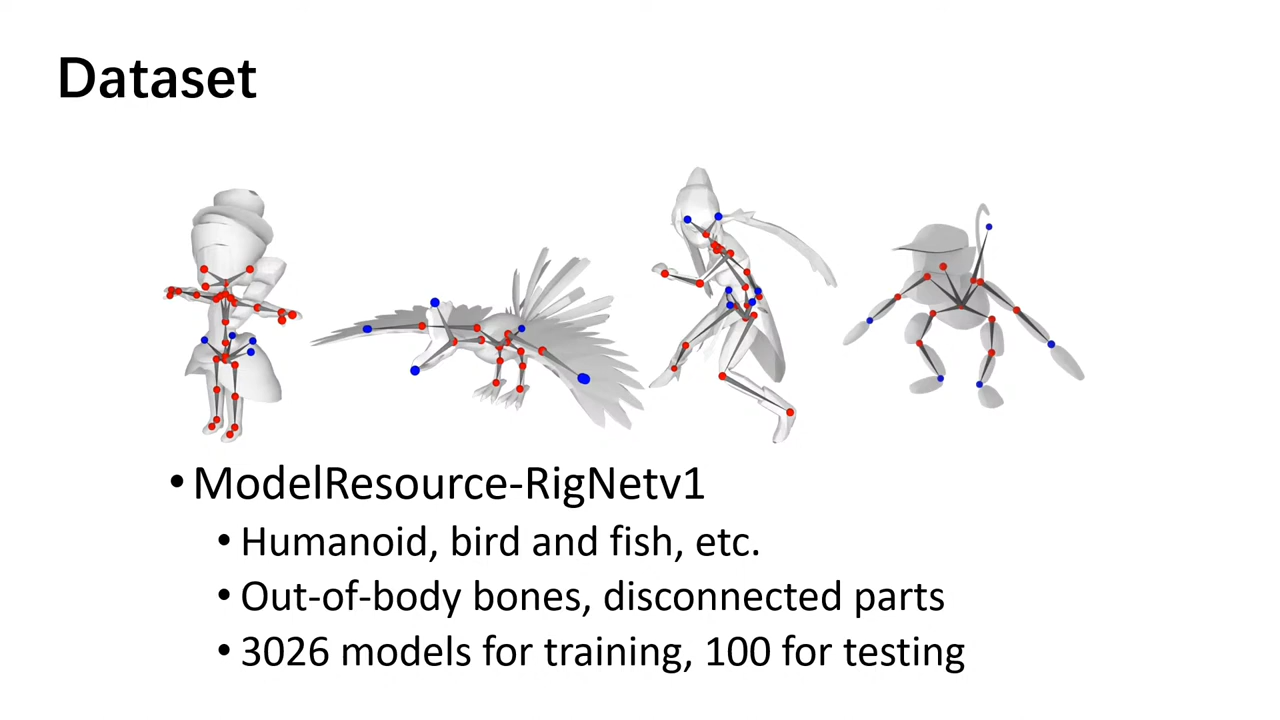 Dataset
• ModelResource-RigNetv1
• Humanoid, bird and fish, etc.
• Out-of-body bones, disconnected parts
• 3026 models for training, 100 for testing